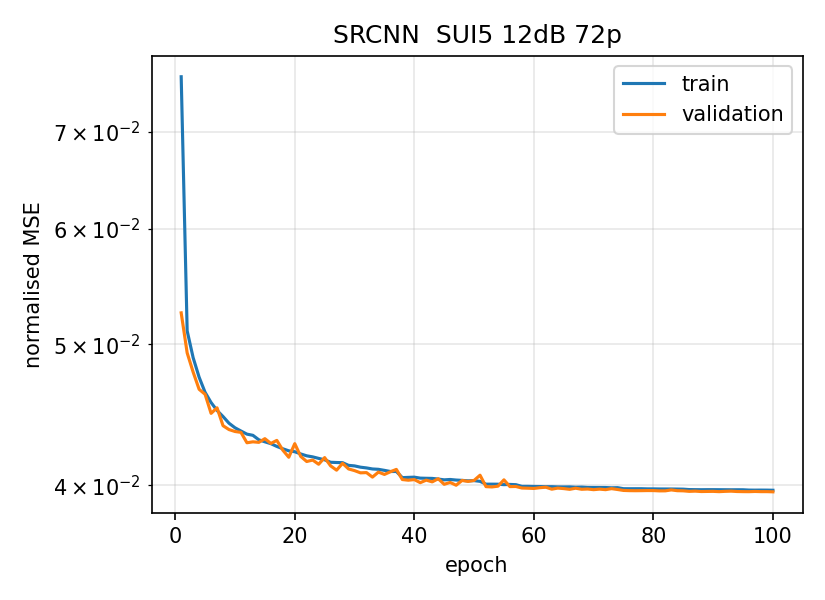 SRCNN  SUI5 12dB 72p
train
validation
7 × 10⁻²
6 × 10⁻²
5 × 10⁻²
4 × 10⁻²
normalised MSE
0 20 40 60 80 100
epoch